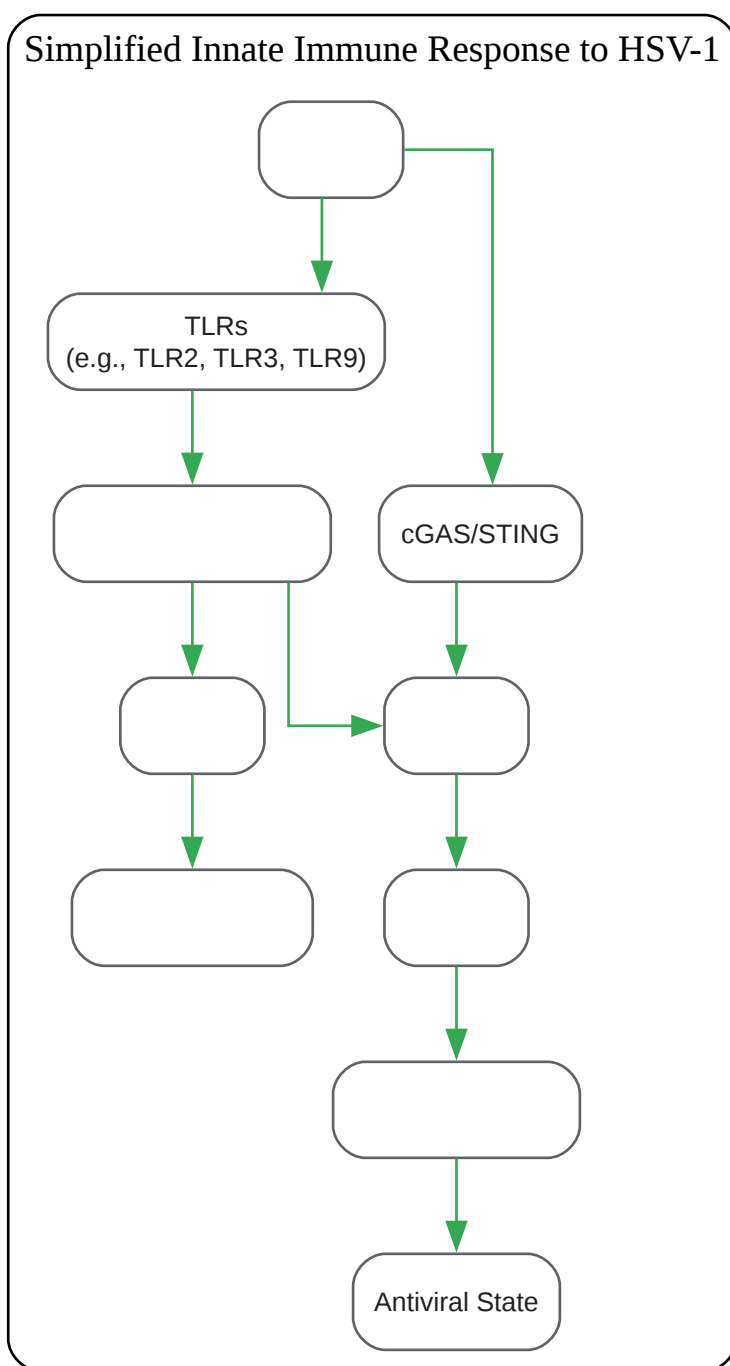 Simplified Innate Immune Response to HSV-1
TLRs
(e.g., TLR2, TLR3, TLR9)
cGAS/STING
Antiviral State